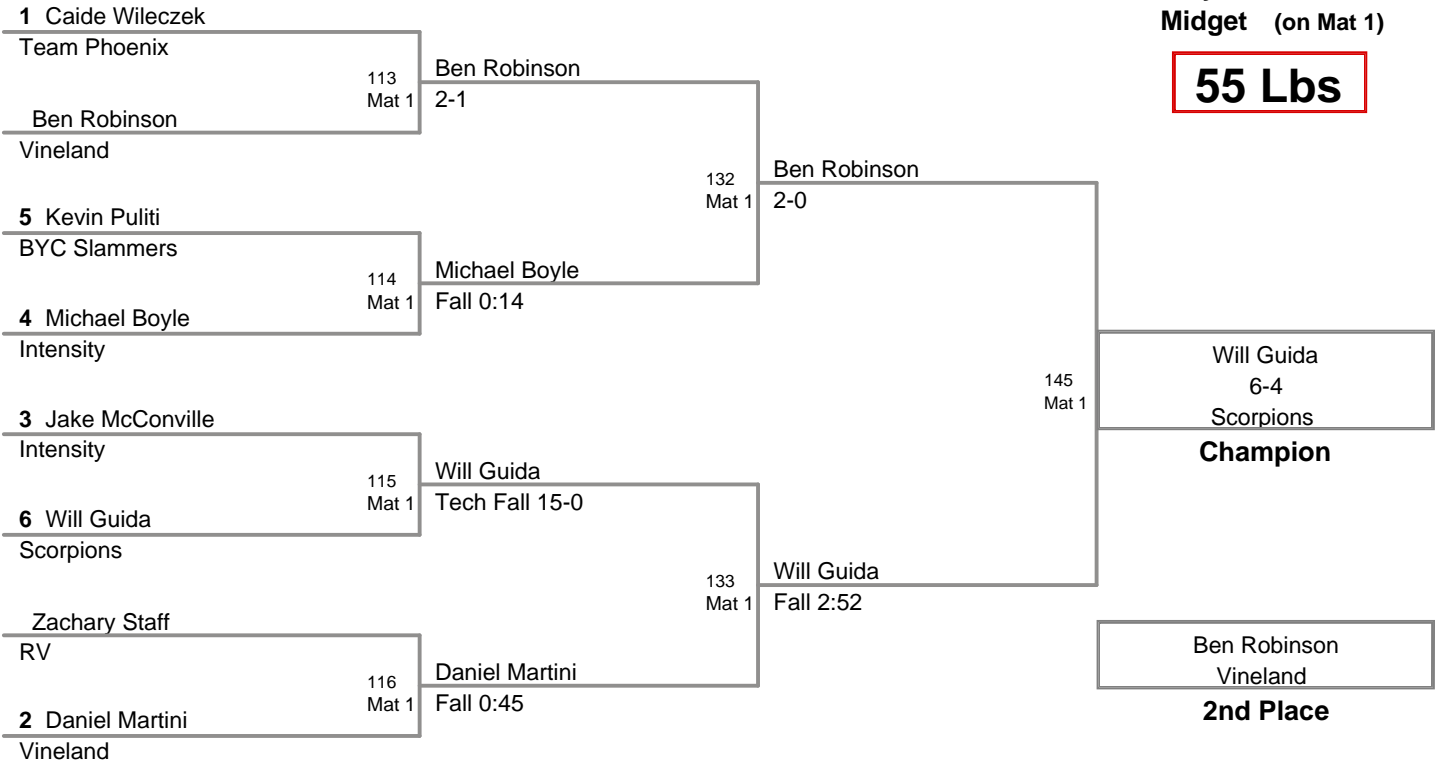 Midget (on Mat 1)
55 Lbs
1 Caide Wileczek
Team Phoenix
113
Mat 1
Ben Robinson
2-1
Ben Robinson
Vineland
132
Mat 1
Ben Robinson
2-0
5 Kevin Puliti
BYC Slammers
114
Mat 1
Michael Boyle
Fall 0:14
4 Michael Boyle
Intensity
145
Mat 1
Will Guida
6-4
Scorpions
Champion
3 Jake McConville
Intensity
115
Mat 1
Will Guida
Tech Fall 15-0
6 Will Guida
Scorpions
133
Mat 1
Will Guida
Fall 2:52
Zachary Staff
RV
116
Mat 1
Daniel Martini
Fall 0:45
2 Daniel Martini
Vineland
Ben Robinson
Vineland
2nd Place